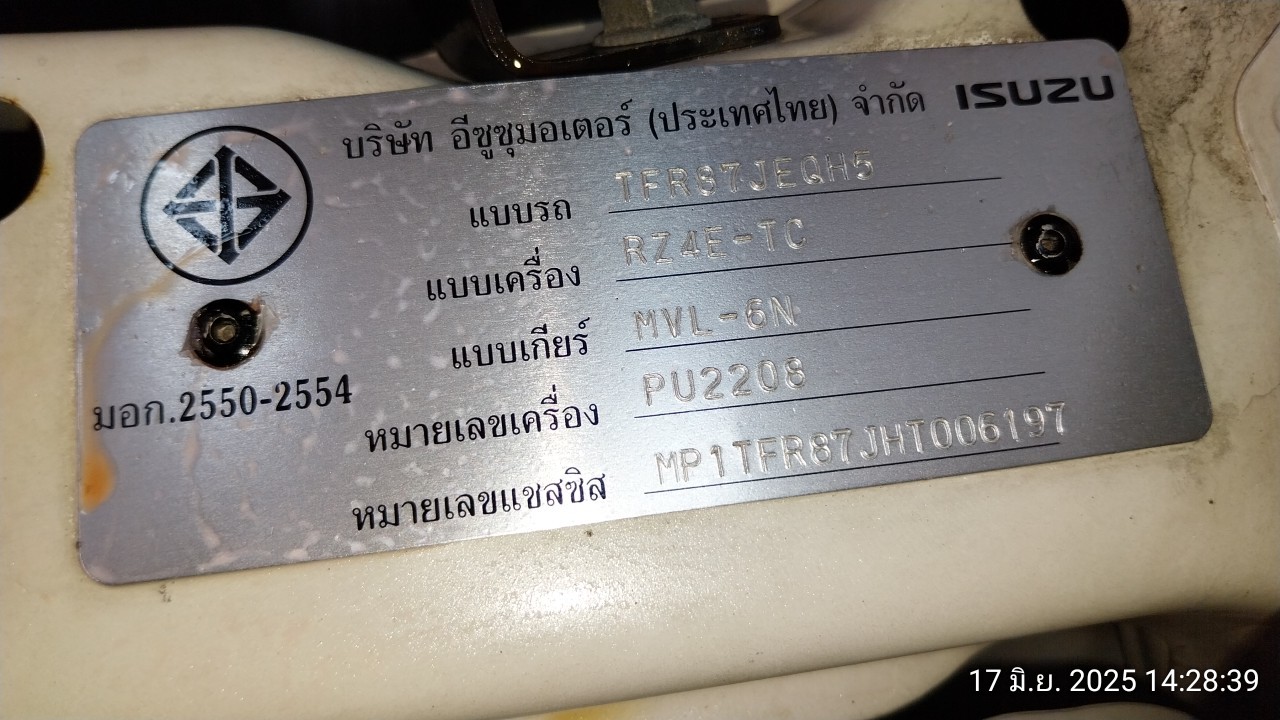 บริษัท อีซูซุมอเตอร์ (ประเทศไทย) จำกัด ISUZU
แบบรถ TFR87JEQH5
แบบเครื่อง RZ4E-TC
แบบเกียร์ MVL-6N
มอก.2550-2554
หมายเลขเครื่อง PU2208
หมายเลขแชสซิส MP1TFR87JHT006197
17 มิ.ย. 2025 14:28:39